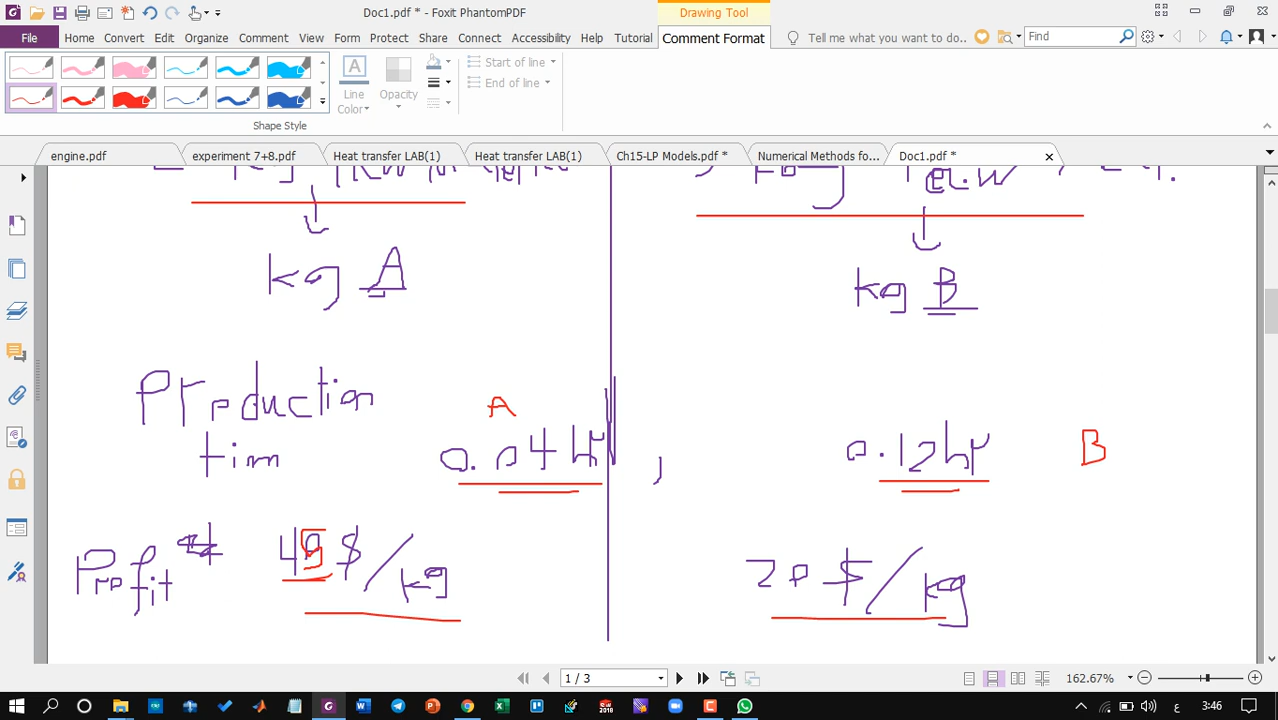 Doc1.pdf * - Foxit PhantomPDF
Drawing Tool
File Home Convert Edit Organize Comment View Form Protect Share Connect Accessibility Help Tutorial Comment Format Tell me what you want to do.. Find
Line Color
Opacity
Start of line
End of line
Shape Style
engine.pdf experiment 7+8.pdf Heat transfer LAB(1) Heat transfer LAB(1) Ch15-LP Models.pdf * Numerical Methods fo... Doc1.pdf *
kg A
kg B
Production
tim
A
0.04 hr
,
0.12 hr
B
Profit
$/kg
20 $/kg
1 / 3
162.67%
ع 3:46